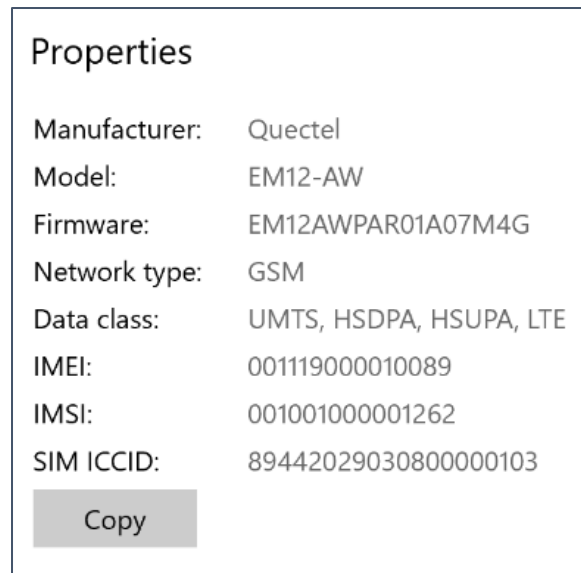 Properties
Manufacturer: Quectel
Model: EM12-AW
Firmware: EM12AWPAR01A07M4G
Network type: GSM
Data class: UMTS, HSDPA, HSUPA, LTE
IMEI: 001119000010089
IMSI: 001001000001262
SIM ICCID: 89442029030800000103
Copy